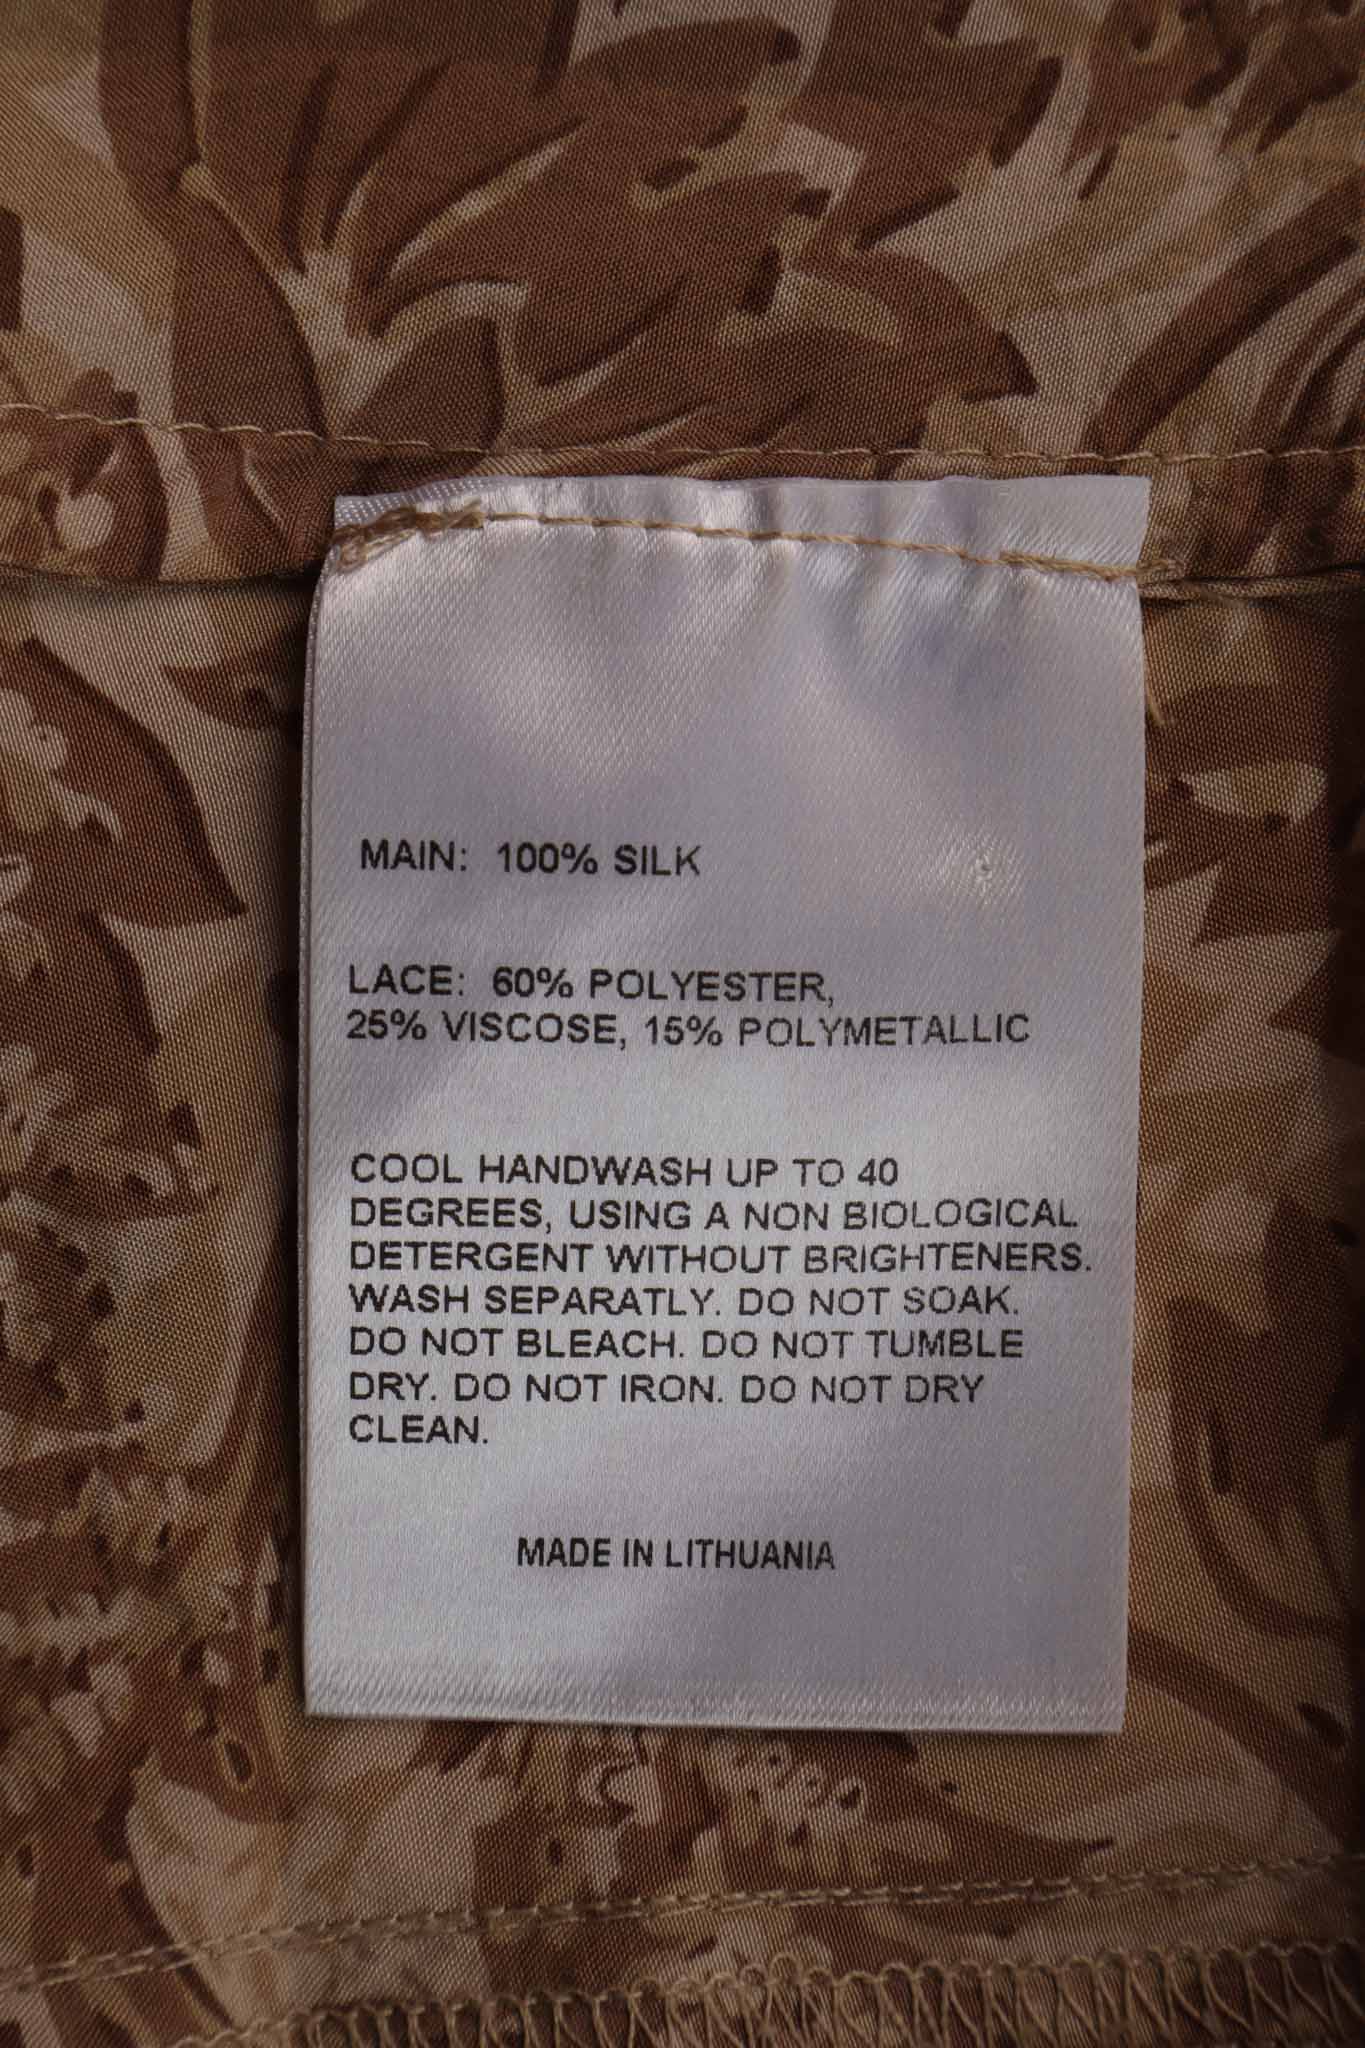 MAIN: 100% SILK
LACE: 60% POLYESTER,
25% VISCOSE, 15% POLYMETALLIC
COOL HANDWASH UP TO 40
DEGREES, USING A NON BIOLOGICAL
DETERGENT WITHOUT BRIGHTENERS.
WASH SEPARATLY. DO NOT SOAK.
DO NOT BLEACH. DO NOT TUMBLE
DRY. DO NOT IRON. DO NOT DRY
CLEAN.
MADE IN LITHUANIA